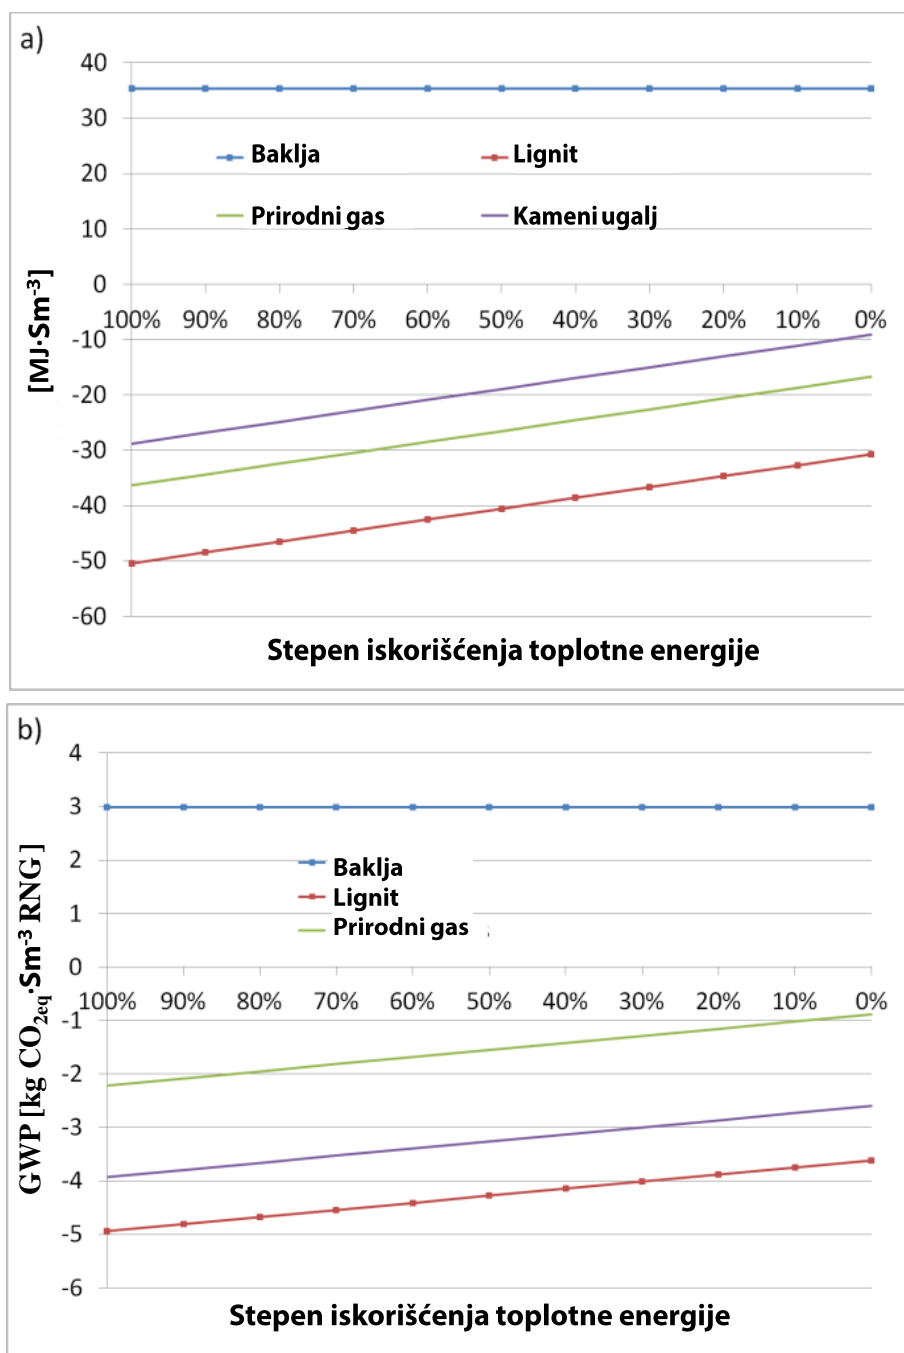 a)
40
35
30
25
20
15
10
0
-10
-20
-30
-40
-50
-60
[MJ·Sm-3]
Baklja
Lignit
Prirodni gas
Kameni ugalj
100% 90% 80% 70% 60% 50% 40% 30% 20% 10% 0%
Stepen iskorišćenja toplotne energije
b)
4
3
2
1
0
-1
-2
-3
-4
-5
-6
GWP [kg CO2eq·Sm-3 RNG]
Baklja
Lignit
Prirodni gas
100% 90% 80% 70% 60% 50% 40% 30% 20% 10% 0%
Stepen iskorišćenja toplotne energije